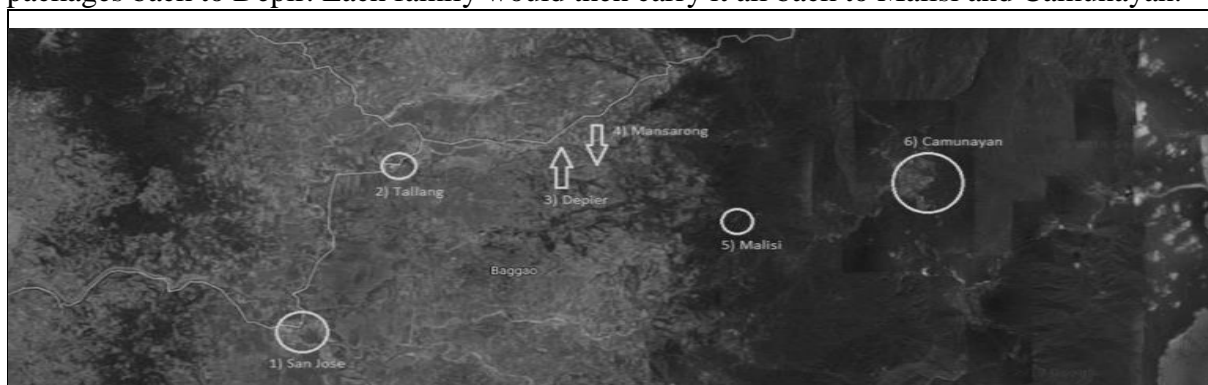 packages back to Depir. Each family would then carry it all back to Malisi and Camunayan.
4) Mansarong
6) Camunayan
2) Tallang
3) Depier
5) Malisi
Baggao
1) San Jose